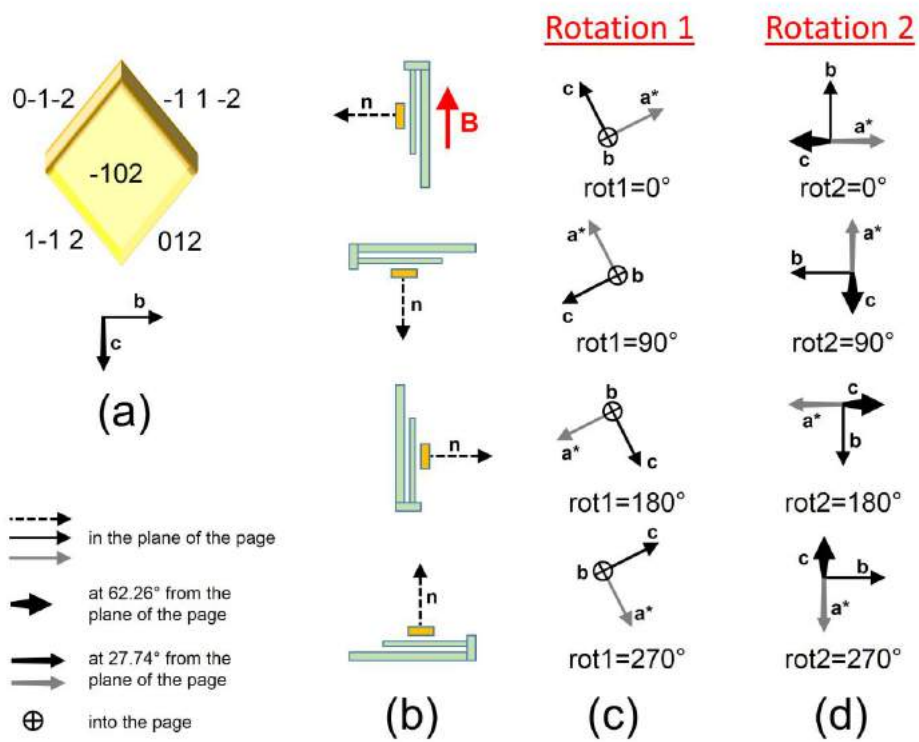 Rotation 1
Rotation 2
0-1-2
-1 1 -2
-102
1-1 2
012
b
c
(a)
n
B
n
n
n
(b)
c
a*
b
rot1=0°
a*
b
c
rot1=90°
b
a*
c
rot1=180°
c
b
a*
rot1=270°
(c)
b
a*
c
rot2=0°
a*
b
c
rot2=90°
c
a*
b
rot2=180°
c
b
a*
rot2=270°
(d)
in the plane of the page
at 62.26° from the
plane of the page
at 27.74° from the
plane of the page
into the page